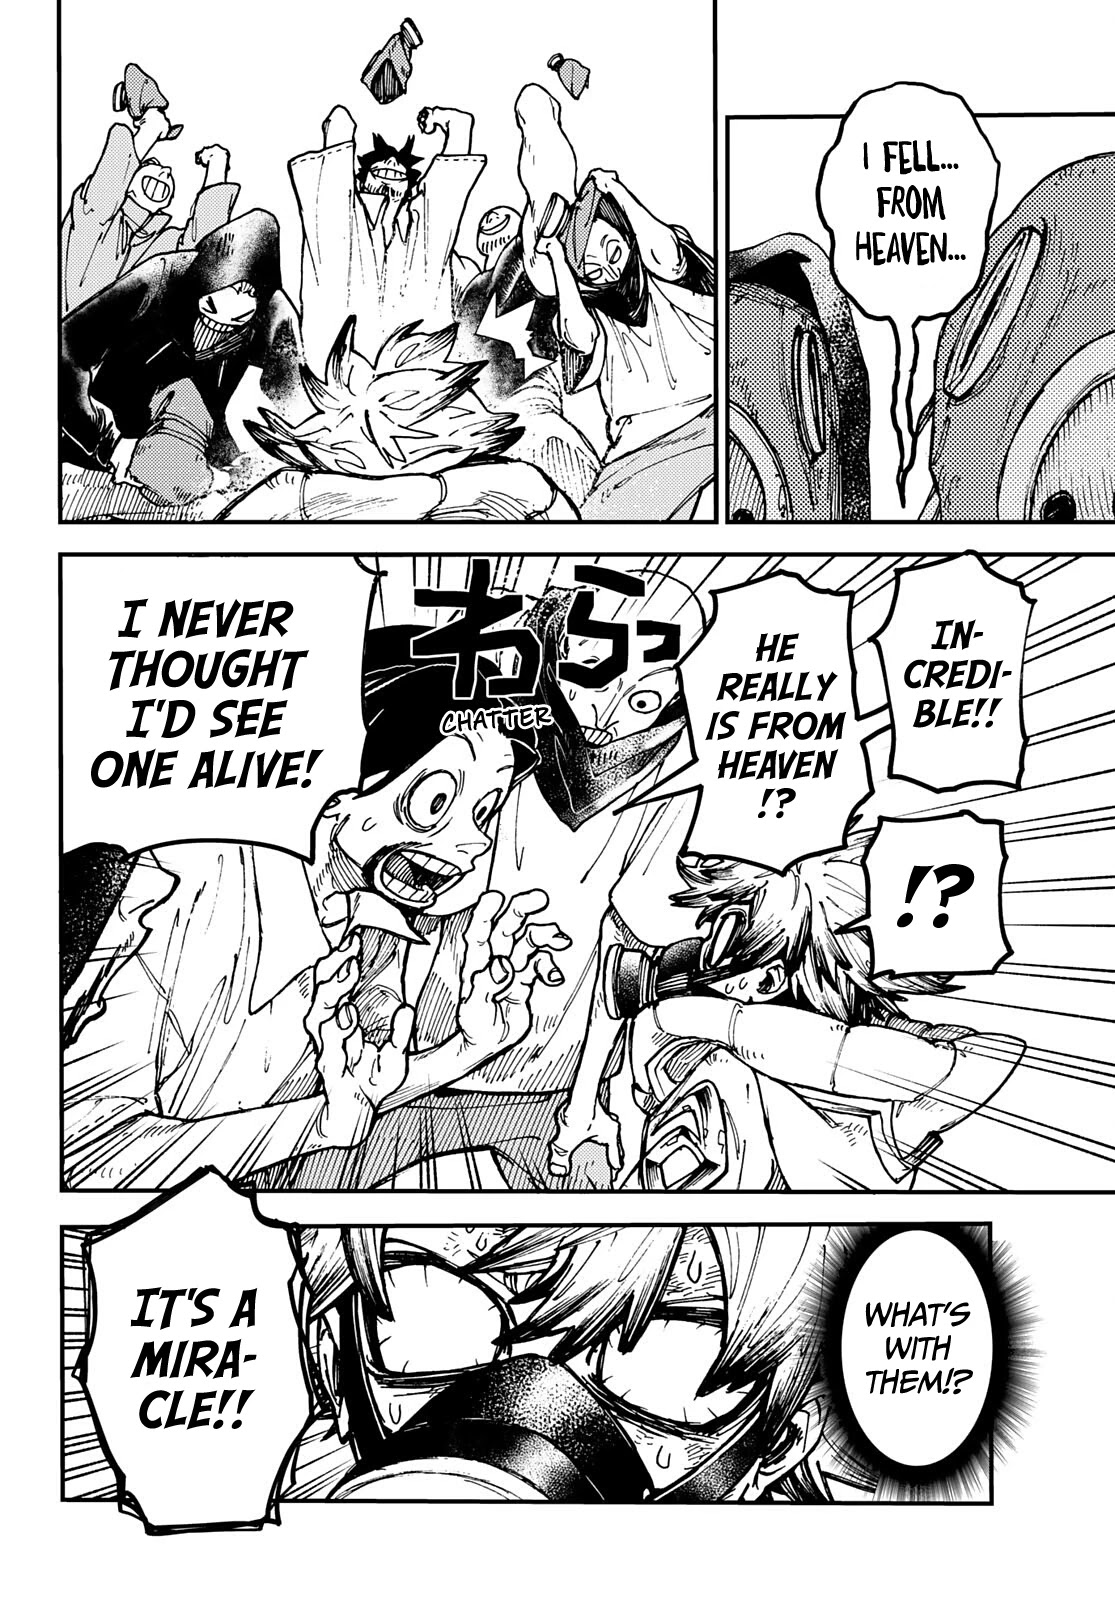 I FELL...
FROM
HEAVEN...
IN-
CREDI-
BLE!!
HE
REALLY
IS FROM
HEAVEN
!?
!?
わらっ
CHATTER
I NEVER
THOUGHT
I'D SEE
ONE ALIVE!
WHAT'S
WITH
THEM!?
IT'S A
MIRA-
CLE!!